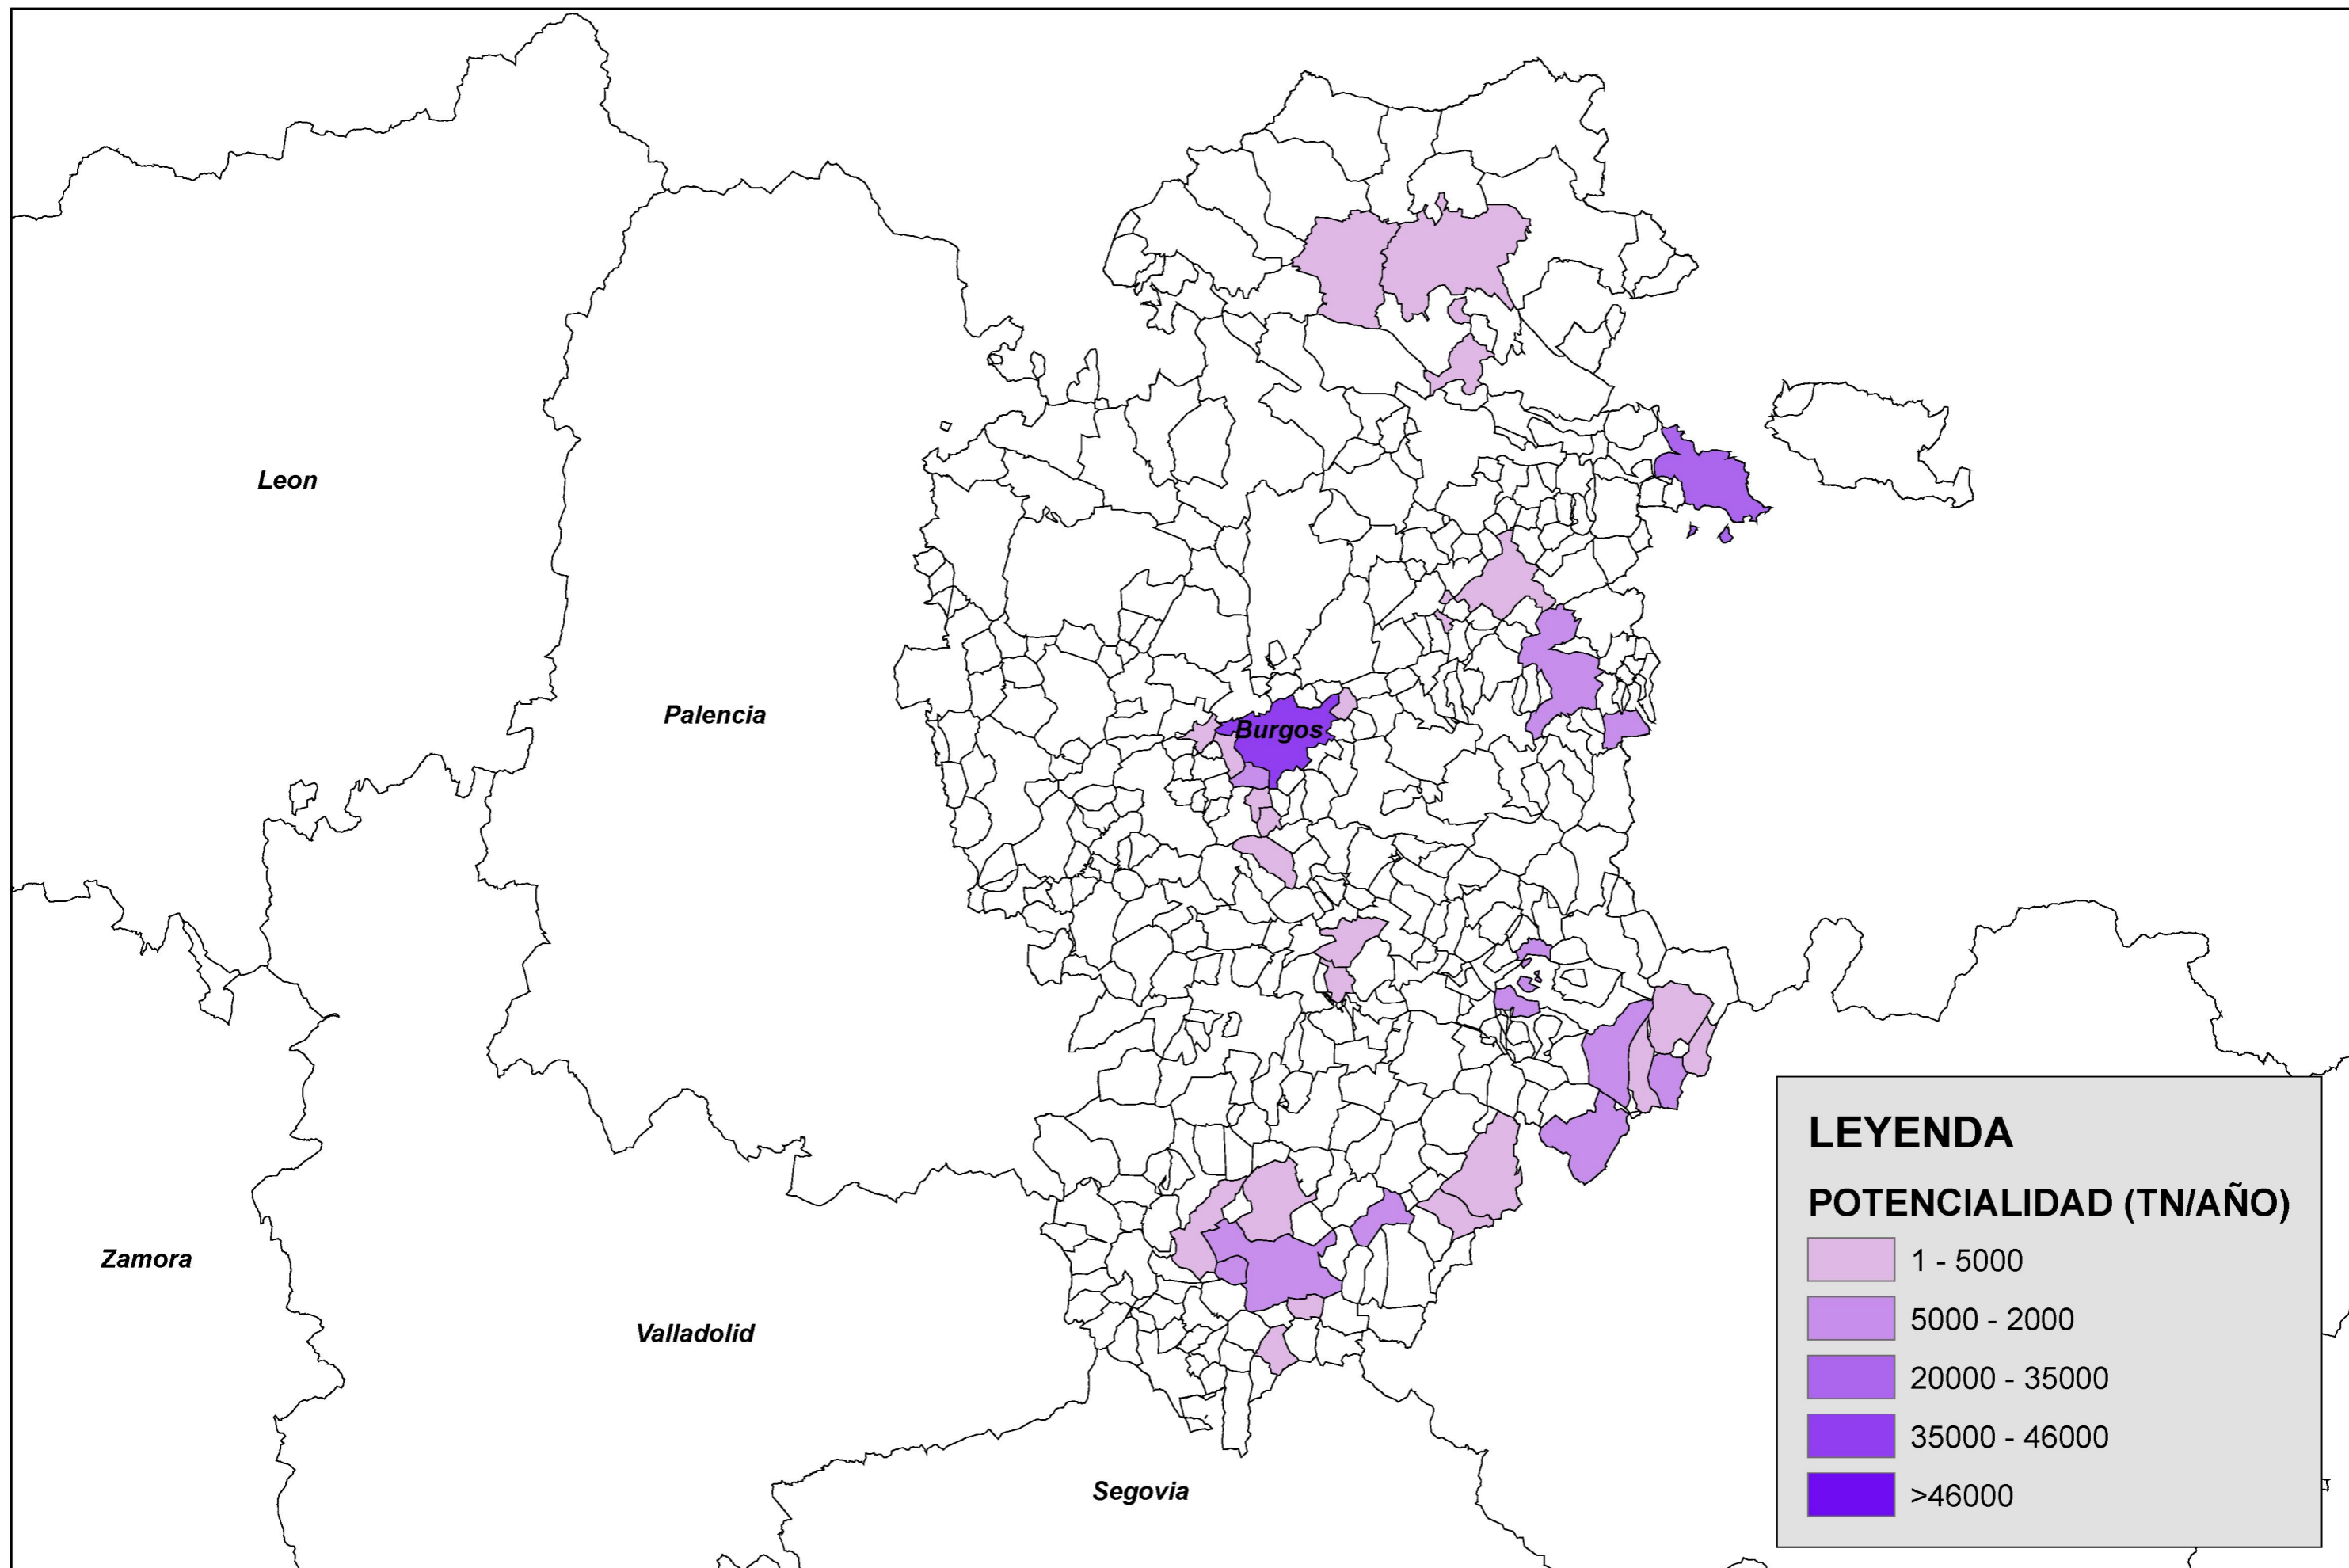 Leon
Palencia
Burgos
Zamora
Valladolid
Segovia
LEYENDA
POTENCIALIDAD (TN/AÑO)
1 - 5000
5000 - 2000
20000 - 35000
35000 - 46000
>46000